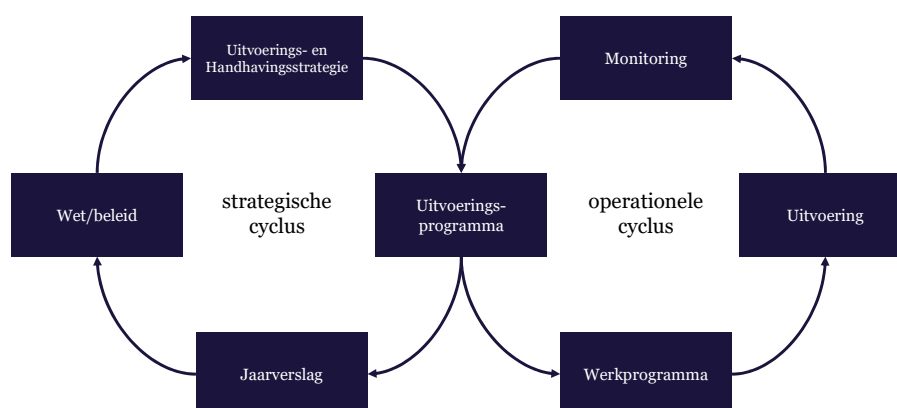 Uitvoerings- en
Handhavingsstrategie
Monitoring
Wet/beleid
strategische
cyclus
Uitvoerings-
programma
operationele
cyclus
Uitvoering
Jaarverslag
Werkprogramma